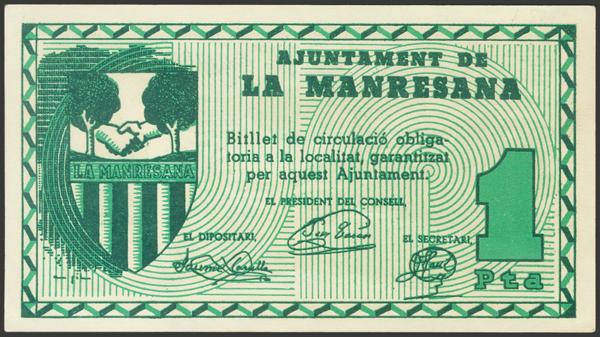 AJUNTAMENT DE
LA MANRESANA
LA MANRESANA
Bitllet de circulació obliga-
tòria a la localitat, garantitzat
per aquest Ajuntament.
EL PRESIDENT DEL CONSELL,
EL DIPOSITARI,
EL SECRETARI,
1
Pta